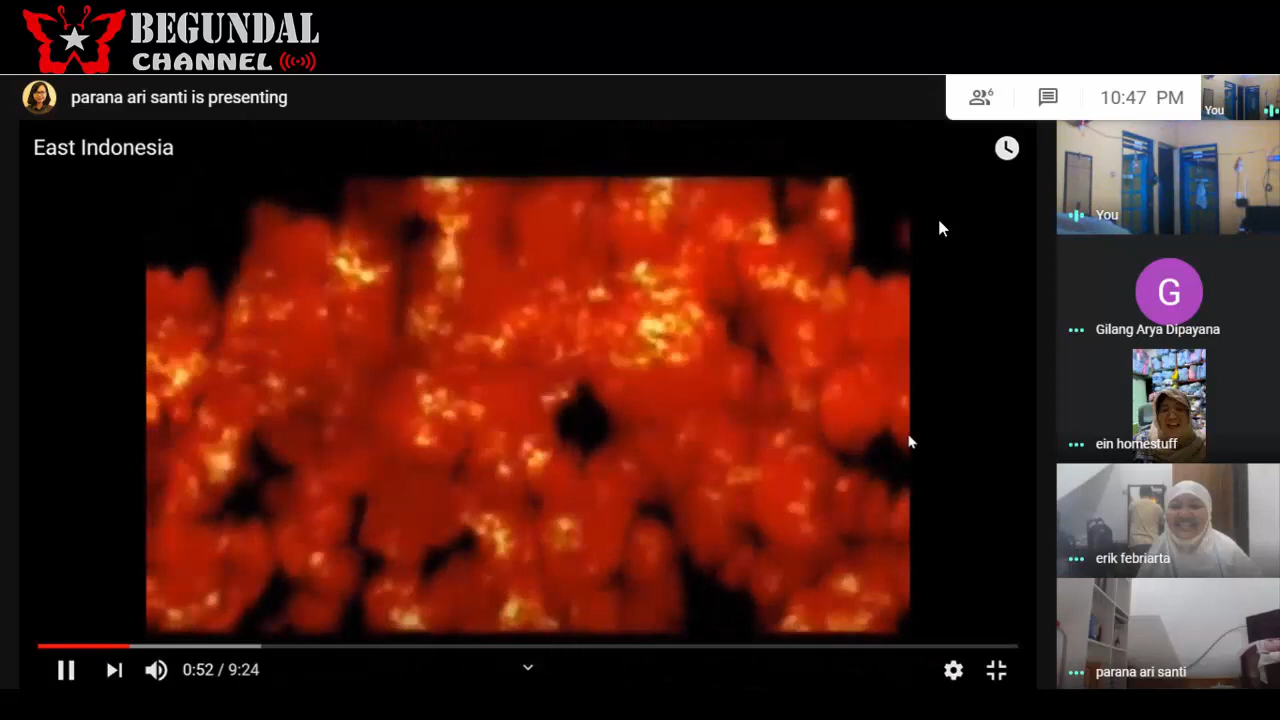 BEGUNDAL
CHANNEL
parana ari santi is presenting
6
10:47 PM
You
East Indonesia
You
G
Gilang Arya Dipayana
ein homestuff
erik febriarta
0:52 / 9:24
parana ari santi